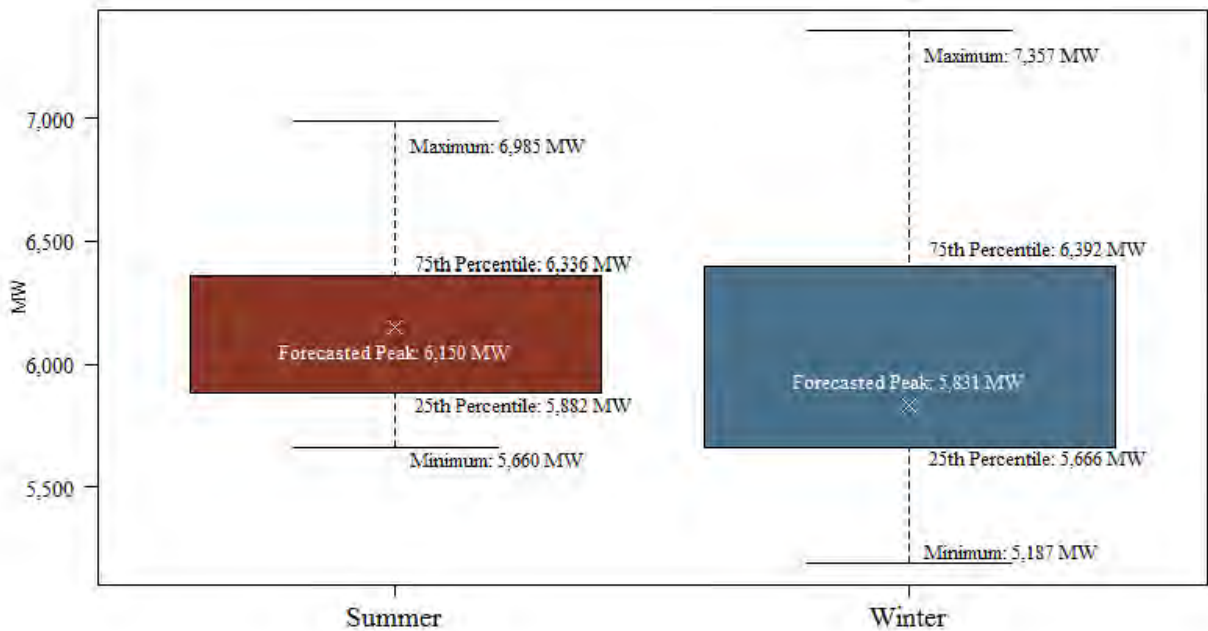 Maximum: 7,357 MW
7,000
Maximum: 6,985 MW
6,500
75th Percentile: 6,392 MW
75th Percentile: 6,336 MW
MW
Forecasted Peak: 6,150 MW
6,000
Forecasted Peak: 5,831 MW
25th Percentile: 5,882 MW
25th Percentile: 5,666 MW
Minimum: 5,660 MW
5,500
Minimum: 5,187 MW
Summer
Winter